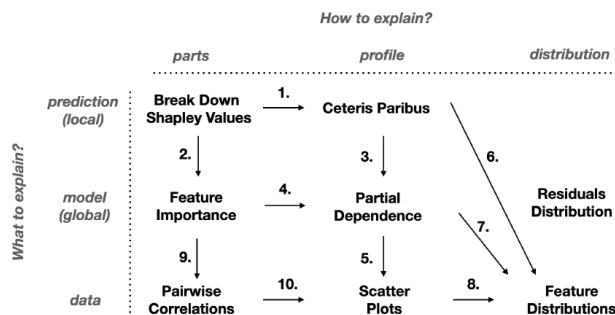 How to explain?
parts profile distribution
What to explain?
prediction
(local)
Break Down
Shapley Values
1.
Ceteris Paribus
2.
3.
6.
model
(global)
Feature
Importance
4.
Partial
Dependence
Residuals
Distribution
7.
9.
5.
data
Pairwise
Correlations
10.
Scatter
Plots
8.
Feature
Distributions